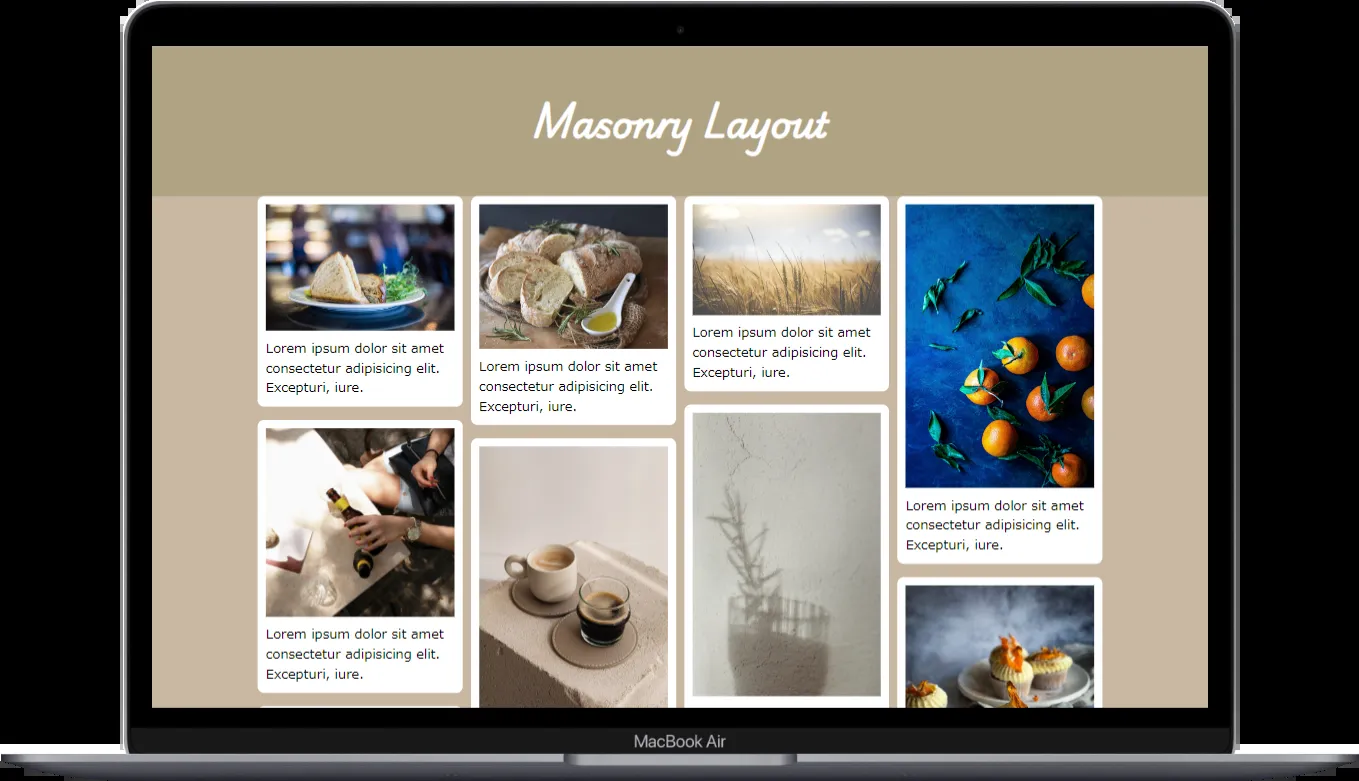 Masonry Layout
Lorem ipsum dolor sit amet
consectetur adipisicing elit.
Excepturi, iure.
Lorem ipsum dolor sit amet
consectetur adipisicing elit.
Excepturi, iure.
Lorem ipsum dolor sit amet
consectetur adipisicing elit.
Excepturi, iure.
Lorem ipsum dolor sit amet
consectetur adipisicing elit.
Excepturi, iure.
Lorem ipsum dolor sit amet
consectetur adipisicing elit.
Excepturi, iure.
MacBook Air